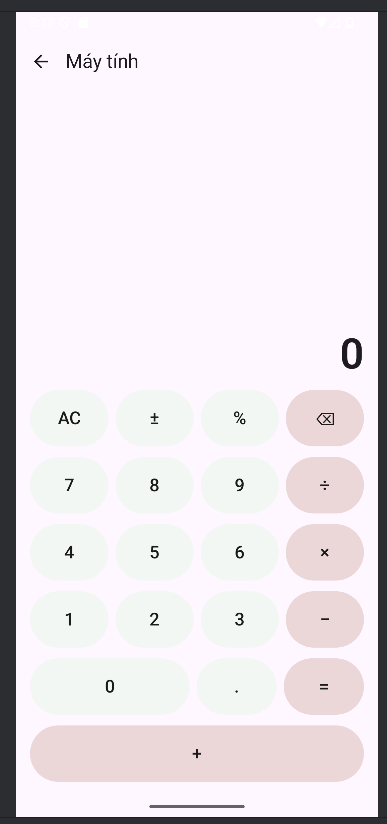 Máy tính
0
AC ± % ⌫
7 8 9 ÷
4 5 6 ×
1 2 3 −
0 . =
+